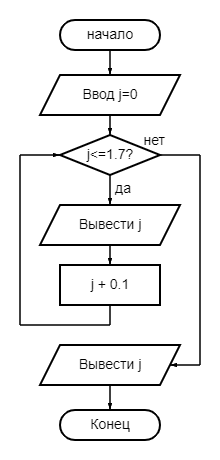 начало
Ввод j=0
j<=1.7?
нет
да
Вывести j
j + 0.1
Вывести j
Конец